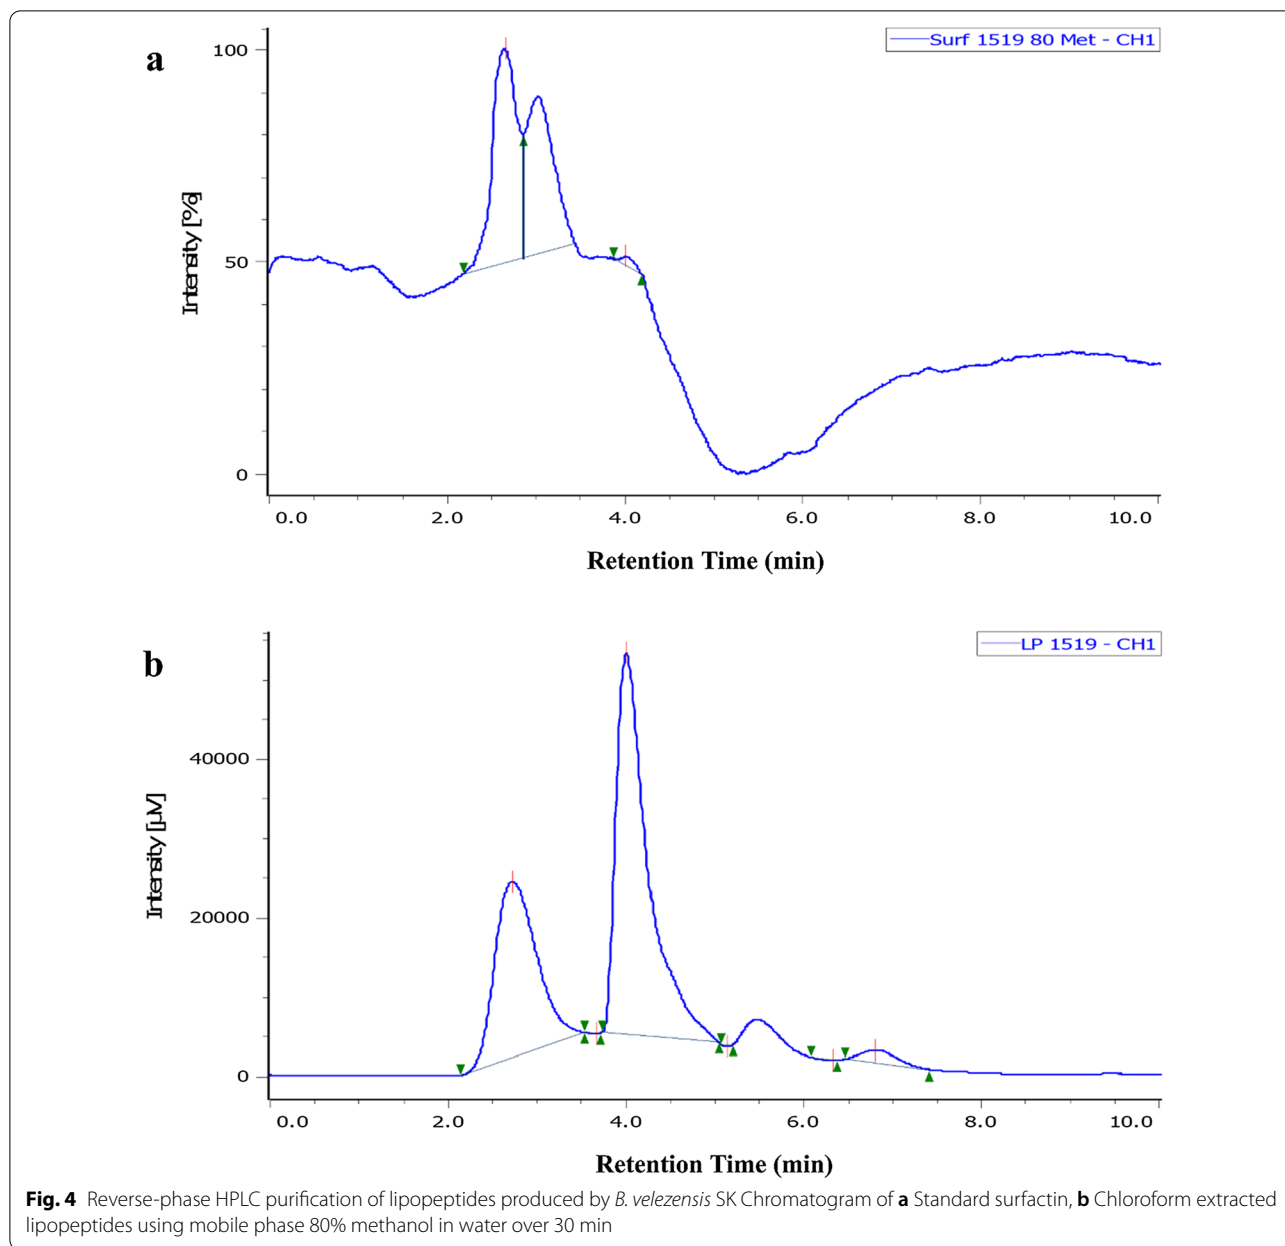 a
Surf 1519 80 Met - CH1
100
50
0
Intensity [%]
0.0 2.0 4.0 6.0 8.0 10.0
Retention Time (min)
b
LP 1519 - CH1
40000
20000
0
Intensity [µV]
0.0 2.0 4.0 6.0 8.0 10.0
Retention Time (min)
Fig. 4 Reverse-phase HPLC purification of lipopeptides produced by B. velezensis SK Chromatogram of a Standard surfactin, b Chloroform extracted
lipopeptides using mobile phase 80% methanol in water over 30 min